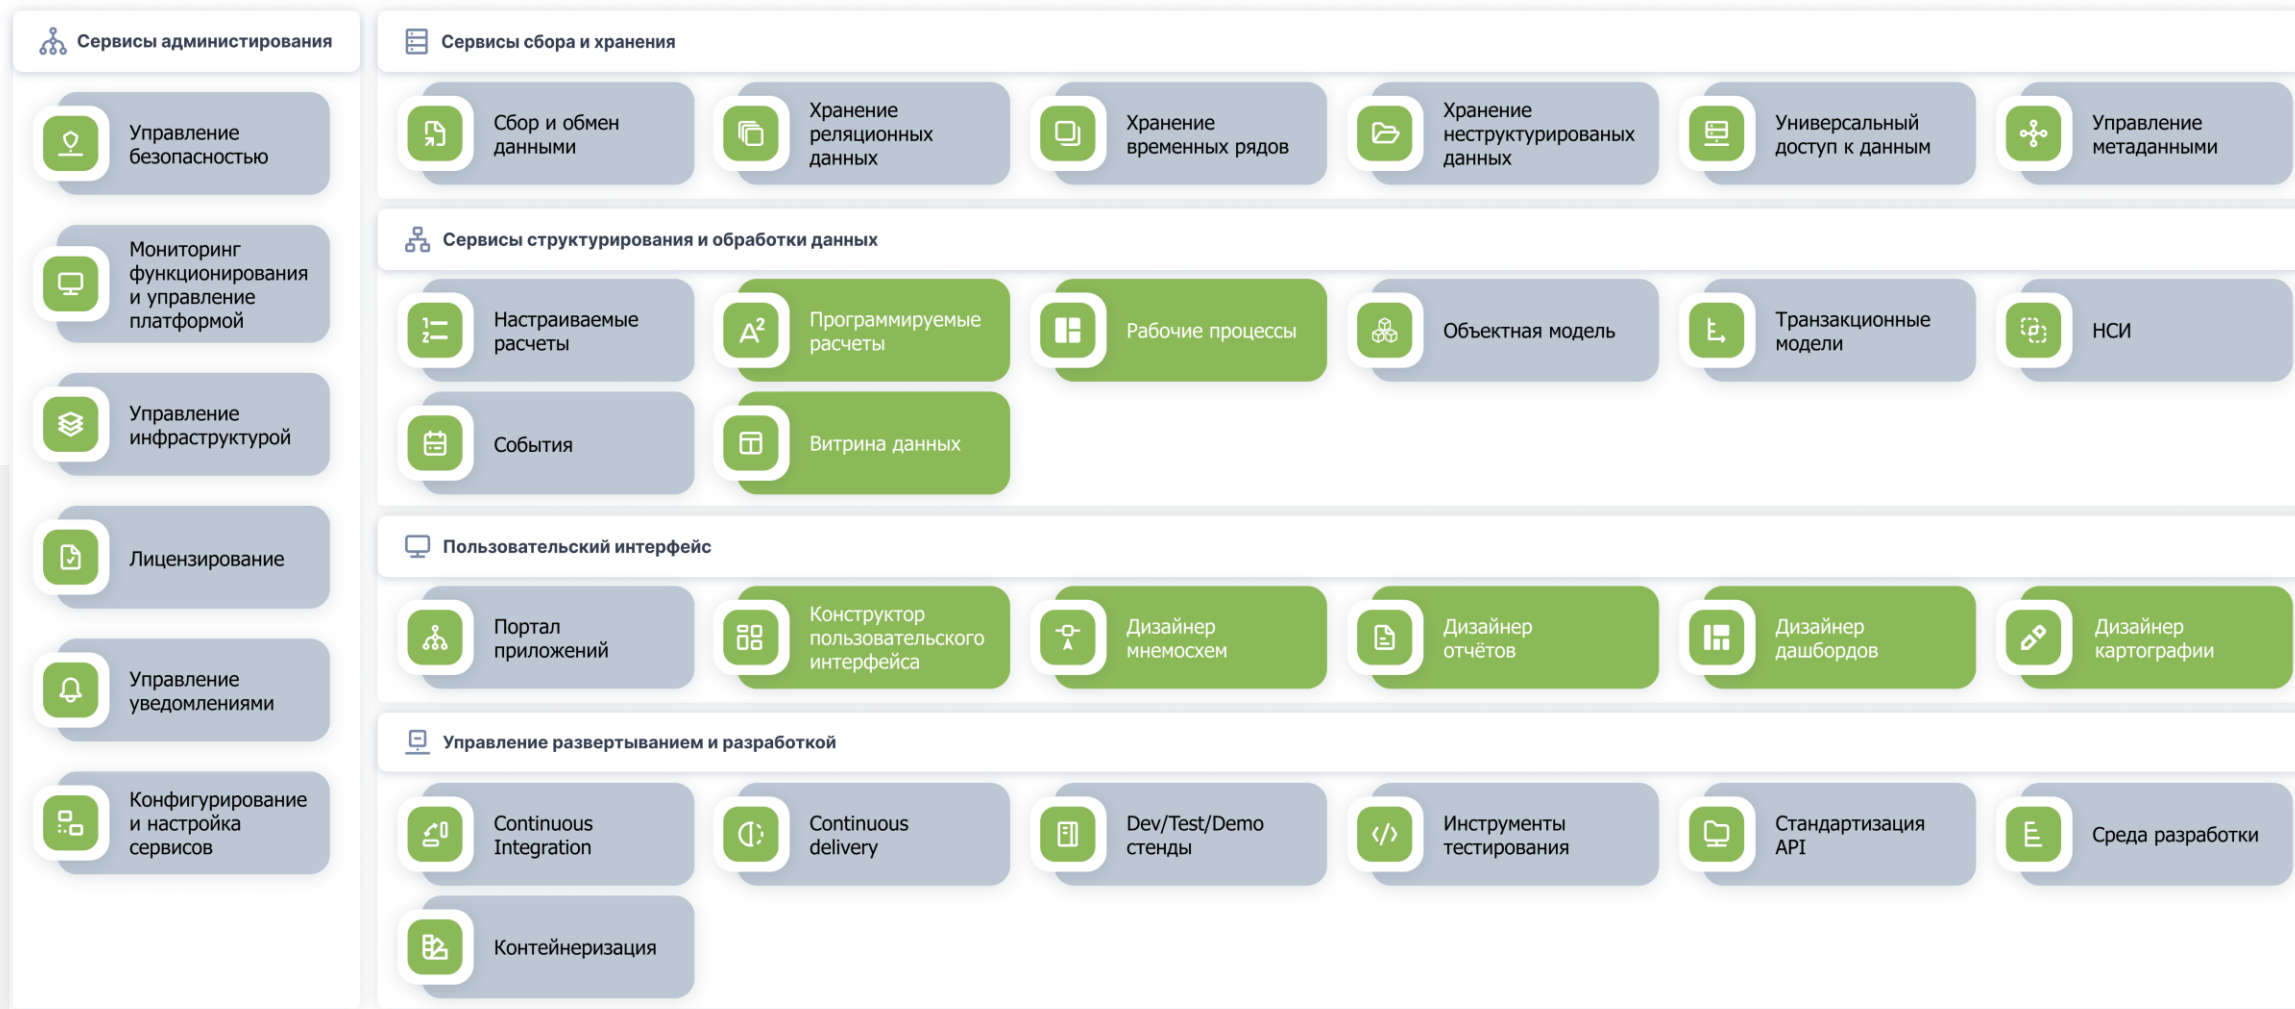 Сервисы администирования
Управление
безопасностью
Мониторинг
функционирования
и управление
платформой
Управление
инфраструктурой
Лицензирование
Управление
уведомлениями
Конфигурирование
и настройка
сервисов
Сервисы сбора и хранения
Сбор и обмен
данными
Хранение
реляционных
данных
Хранение
временных рядов
Хранение
неструктурированых
данных
Универсальный
доступ к данным
Управление
метаданными
Сервисы структурирования и обработки данных
Настраиваемые
расчеты
Программируемые
расчеты
Рабочие процессы
Объектная модель
Транзакционные
модели
НСИ
События
Витрина данных
Пользовательский интерфейс
Портал
приложений
Конструктор
пользовательского
интерфейса
Дизайнер
мнемосхем
Дизайнер
отчётов
Дизайнер
дашбордов
Дизайнер
картографии
Управление развертыванием и разработкой
Continuous
Integration
Continuous
delivery
Dev/Test/Demo
стенды
Инструменты
тестирования
Стандартизация
API
Среда разработки
Контейнеризация